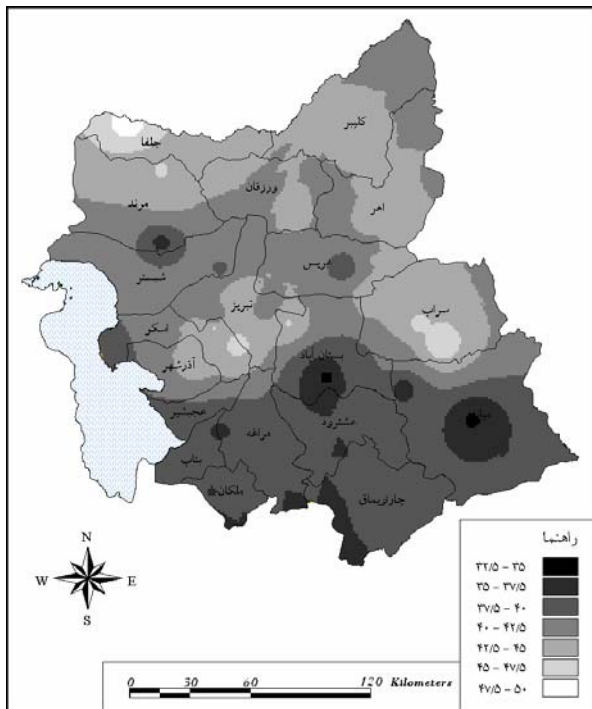 کلیبر
جلفا
ورزقان
مرند
اهر
هریس
شبستر
تبریز
سراب
اسکو
بستان آباد
آذرشهر
عجبشیر
هشترود
مراغه
بناب
ملکان
چاراویماق
راهنما
۳۲/۵ – ۳۵
۳۵ – ۳۷/۵
۳۷/۵ – ۴۰
۴۰ – ۴۲/۵
۴۲/۵ – ۴۵
۴۵ – ۴۷/۵
۴۷/۵ – ۵۰
N
W E
S
0 30 60 120 Kilometers